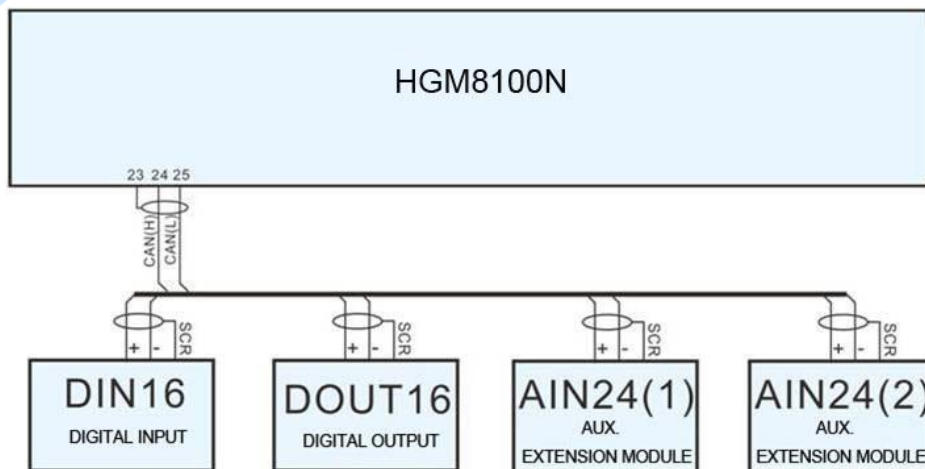 HGM8100N
23 24 25
CAN(H)
CAN(L)
+ - SCR
+ - SCR
+ - SCR
+ - SCR
DIN16
DIGITAL INPUT
DOUT16
DIGITAL OUTPUT
AIN24(1)
AUX.
EXTENSION MODULE
AIN24(2)
AUX.
EXTENSION MODULE